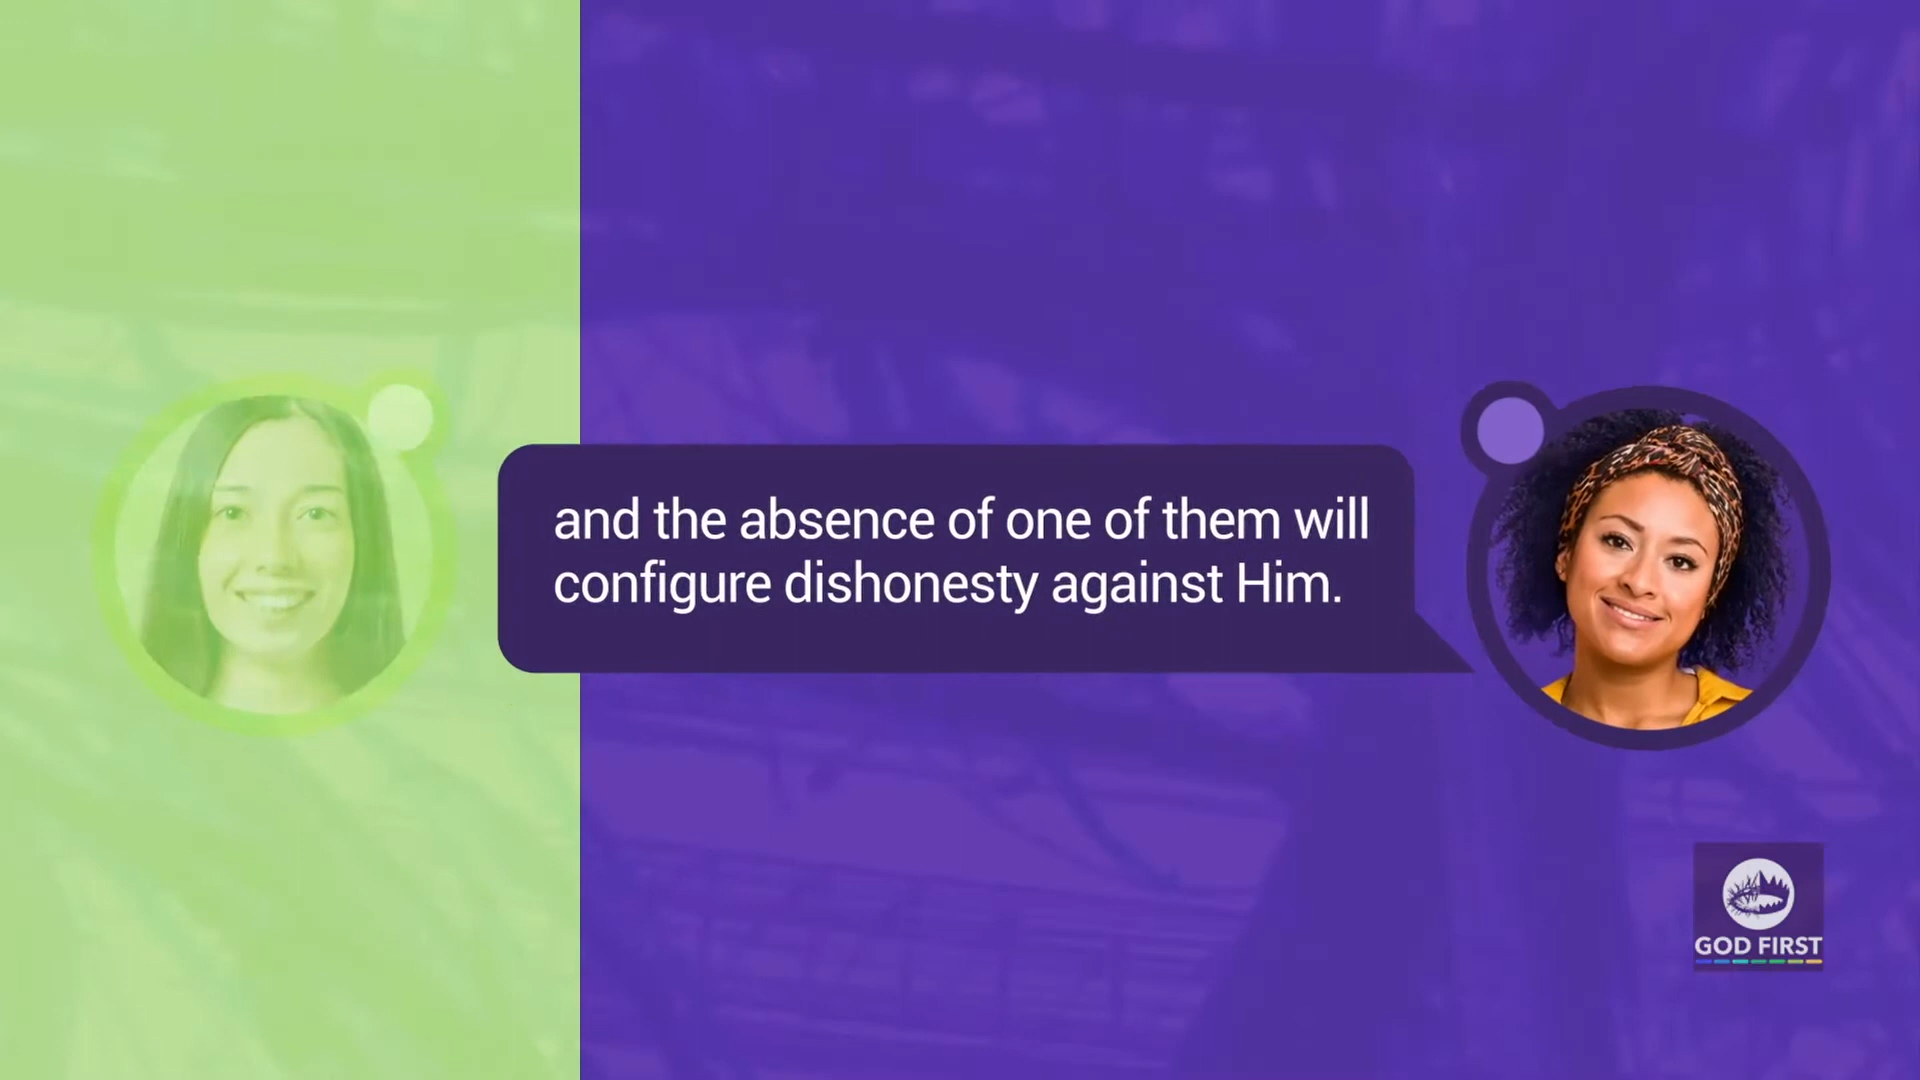 and the absence of one of them will
configure dishonesty against Him.
GOD FIRST